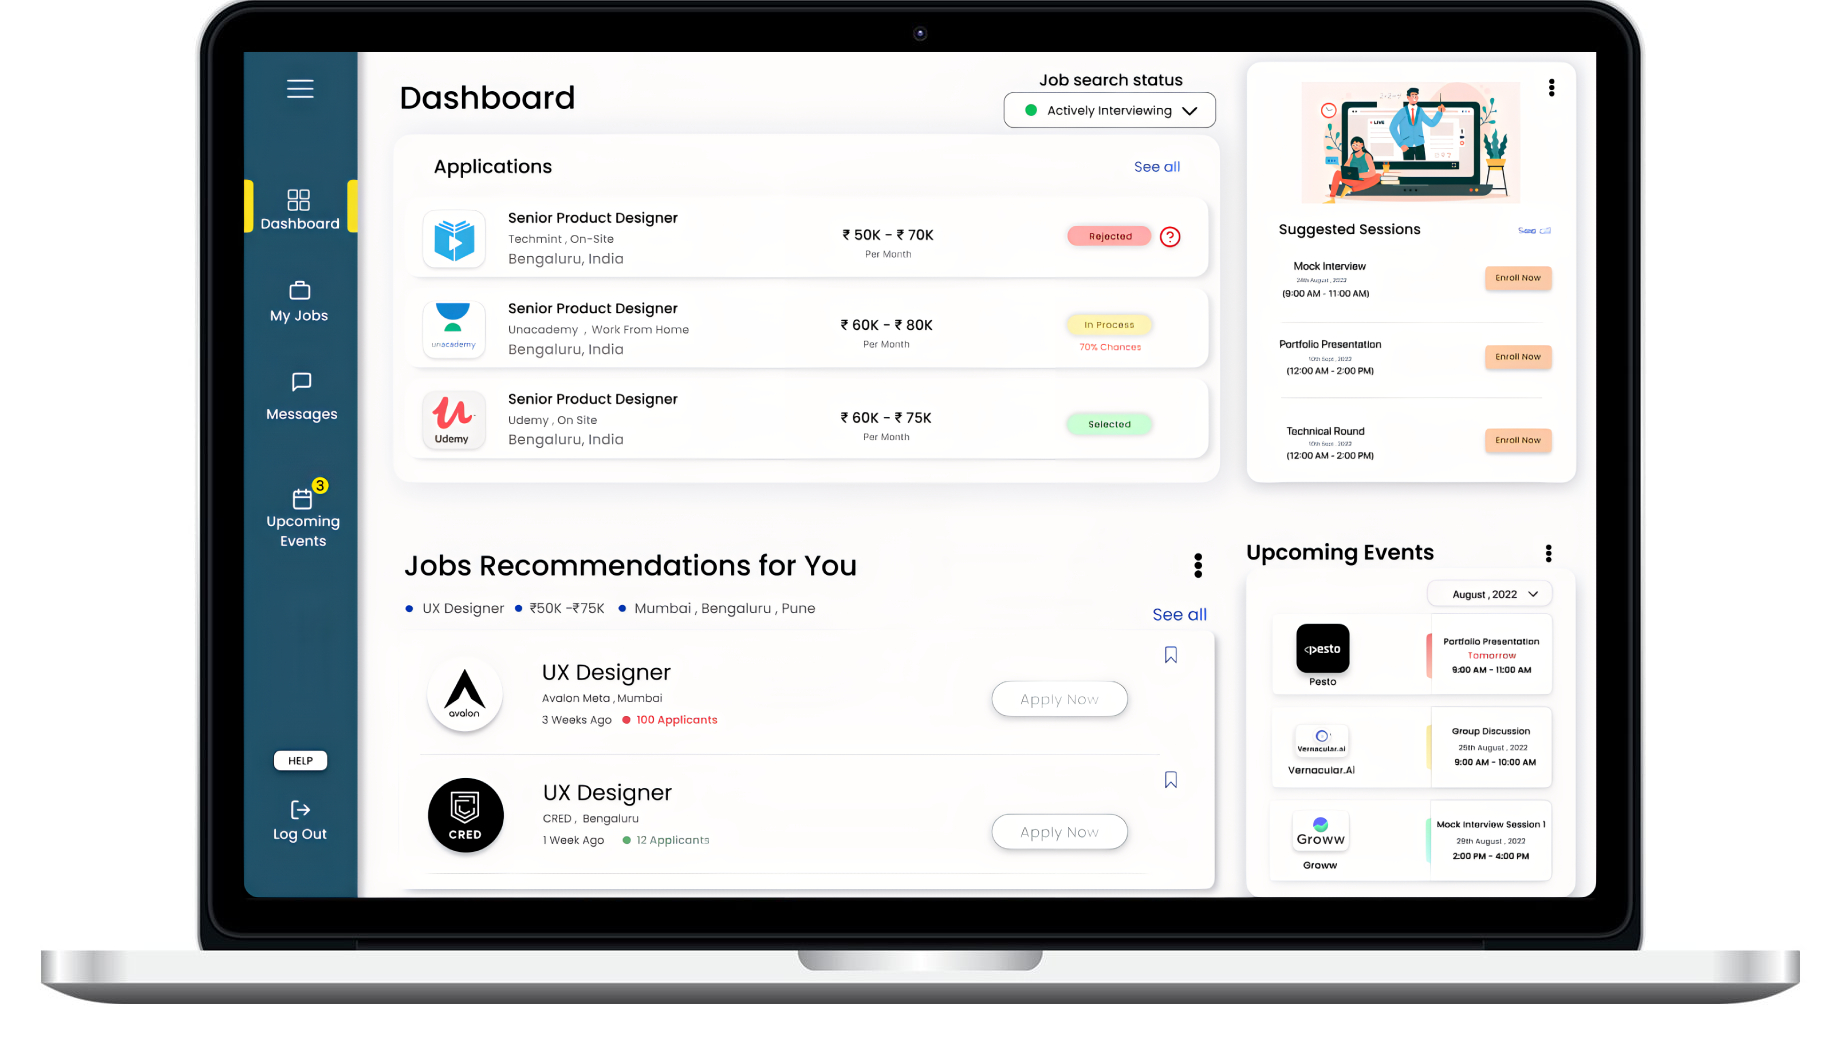 Dashboard
My Jobs
Messages
3
Upcoming
Events
HELP
Log Out
Dashboard
Job search status
Actively Interviewing
Applications
See all
Senior Product Designer
Techmint , On-Site
Bengaluru, India
₹ 50K - ₹ 70K
Per Month
Rejected
?
unacademy
Senior Product Designer
Unacademy , Work From Home
Bengaluru, India
₹ 60K - ₹ 80K
Per Month
In Process
70% Chances
Udemy
Senior Product Designer
Udemy , On Site
Bengaluru, India
₹ 60K - ₹ 75K
Per Month
Selected
Jobs Recommendations for You
UX Designer
₹50K -₹75K
Mumbai , Bengaluru , Pune
See all
avalon
UX Designer
Avalon Meta , Mumbai
3 Weeks Ago
100 Applicants
Apply Now
CRED
UX Designer
CRED , Bengaluru
1 Week Ago
12 Applicants
Apply Now
LIVE
Suggested Sessions
Mock Interview
(9:00 AM - 11:00 AM)
Enroll Now
Portfolio Presentation
10th Sept , 2022
(12:00 AM - 2:00 PM)
Enroll Now
Technical Round
10th Sept , 2022
(12:00 AM - 2:00 PM)
Enroll Now
Upcoming Events
August , 2022
<pesto
Pesto
Portfolio Presentation
Tomorrow
9:00 AM - 11:00 AM
Vernacular.ai
Vernacular.Ai
Group Discussion
25th August , 2022
9:00 AM - 10:00 AM
Groww
Groww
Mock Interview Session 1
29th August , 2022
2:00 PM - 4:00 PM